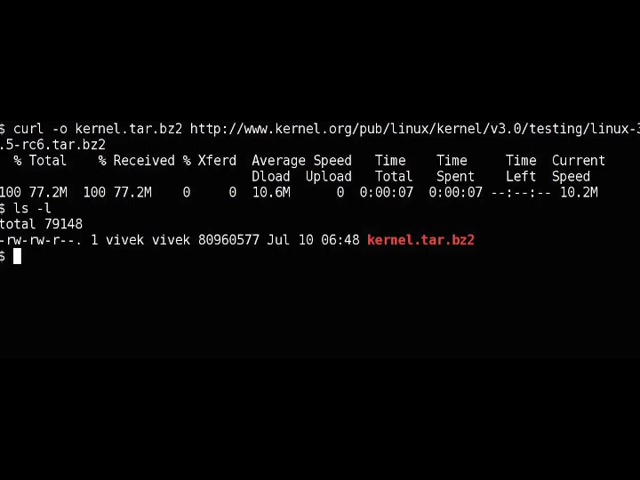 $ curl -o kernel.tar.bz2 http://www.kernel.org/pub/linux/kernel/v3.0/testing/linux-3
.5-rc6.tar.bz2
% Total % Received % Xferd Average Speed Time Time Time Current
Dload Upload Total Spent Left Speed
100 77.2M 100 77.2M 0 0 10.6M 0 0:00:07 0:00:07 --:--:-- 10.2M
$ ls -l
total 79148
-rw-rw-r--. 1 vivek vivek 80960577 Jul 10 06:48 kernel.tar.bz2
$